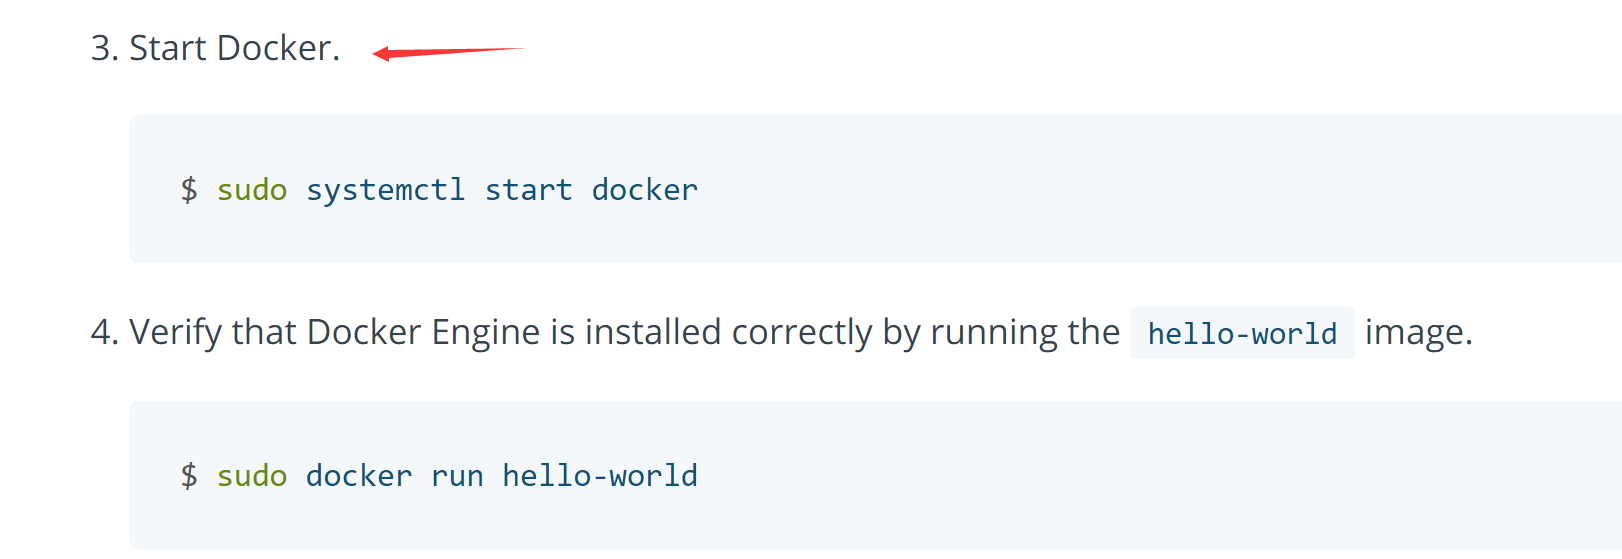 3. Start Docker.
$ sudo systemctl start docker
4. Verify that Docker Engine is installed correctly by running the hello-world image.
$ sudo docker run hello-world